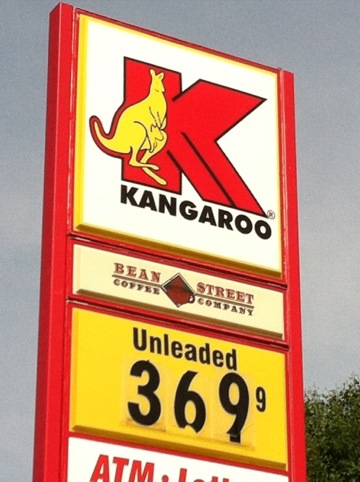 K
KANGAROO®
BEAN STREET
COFFEE COMPANY
Unleaded
369 9
ATM •